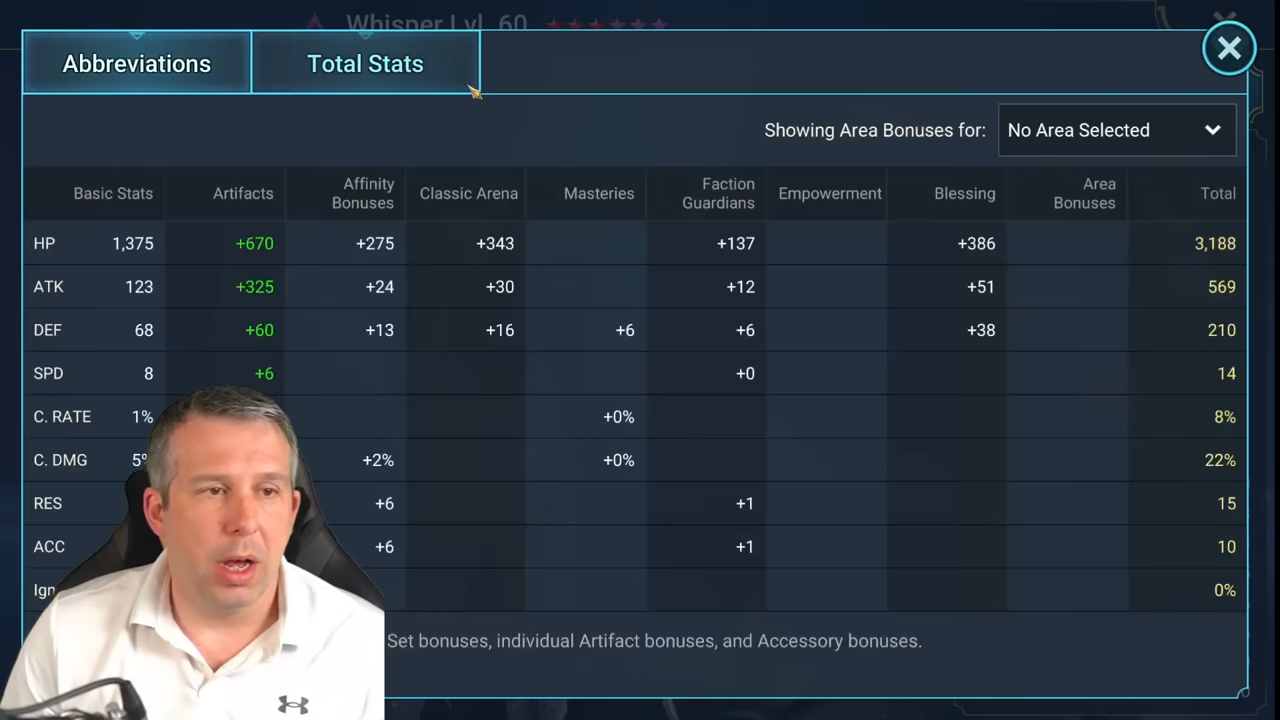 Whisper Lvl. 60
Abbreviations
Total Stats
Showing Area Bonuses for:
No Area Selected
Basic Stats Artifacts Affinity Bonuses Classic Arena Masteries Faction Guardians Empowerment Blessing Area Bonuses Total
HP 1,375 +670 +275 +343 +137 +386 3,188
ATK 123 +325 +24 +30 +12 +51 569
DEF 68 +60 +13 +16 +6 +6 +38 210
SPD 8 +6 +0 14
C. RATE 1% +0% 8%
C. DMG +2% +0% 22%
RES +6 +1 15
ACC +6 +1 10
0%
Set bonuses, individual Artifact bonuses, and Accessory bonuses.